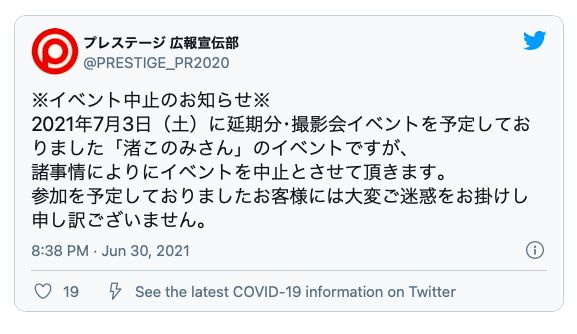 プレステージ 広報宣伝部
@PRESTIGE_PR2020
※イベント中止のお知らせ※
2021年7月3日（土）に延期分･撮影会イベントを予定してお
りました「渚このみさん」のイベントですが、
諸事情によりにイベントを中止とさせて頂きます。
参加を予定しておりましたお客様には大変ご迷惑をお掛けし
申し訳ございません。
8:38 PM · Jun 30, 2021
19 See the latest COVID-19 information on Twitter